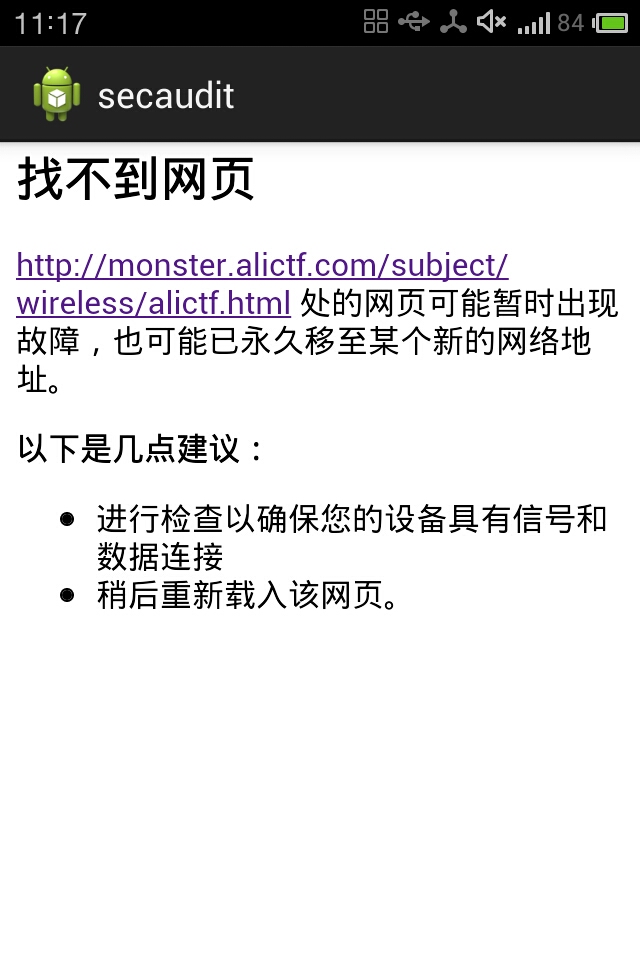 11:17
84
secaudit
找不到网页
http://monster.alictf.com/subject/
wireless/alictf.html 处的网页可能暂时出现
故障，也可能已永久移至某个新的网络地
址。
以下是几点建议：
进行检查以确保您的设备具有信号和
数据连接
稍后重新载入该网页。